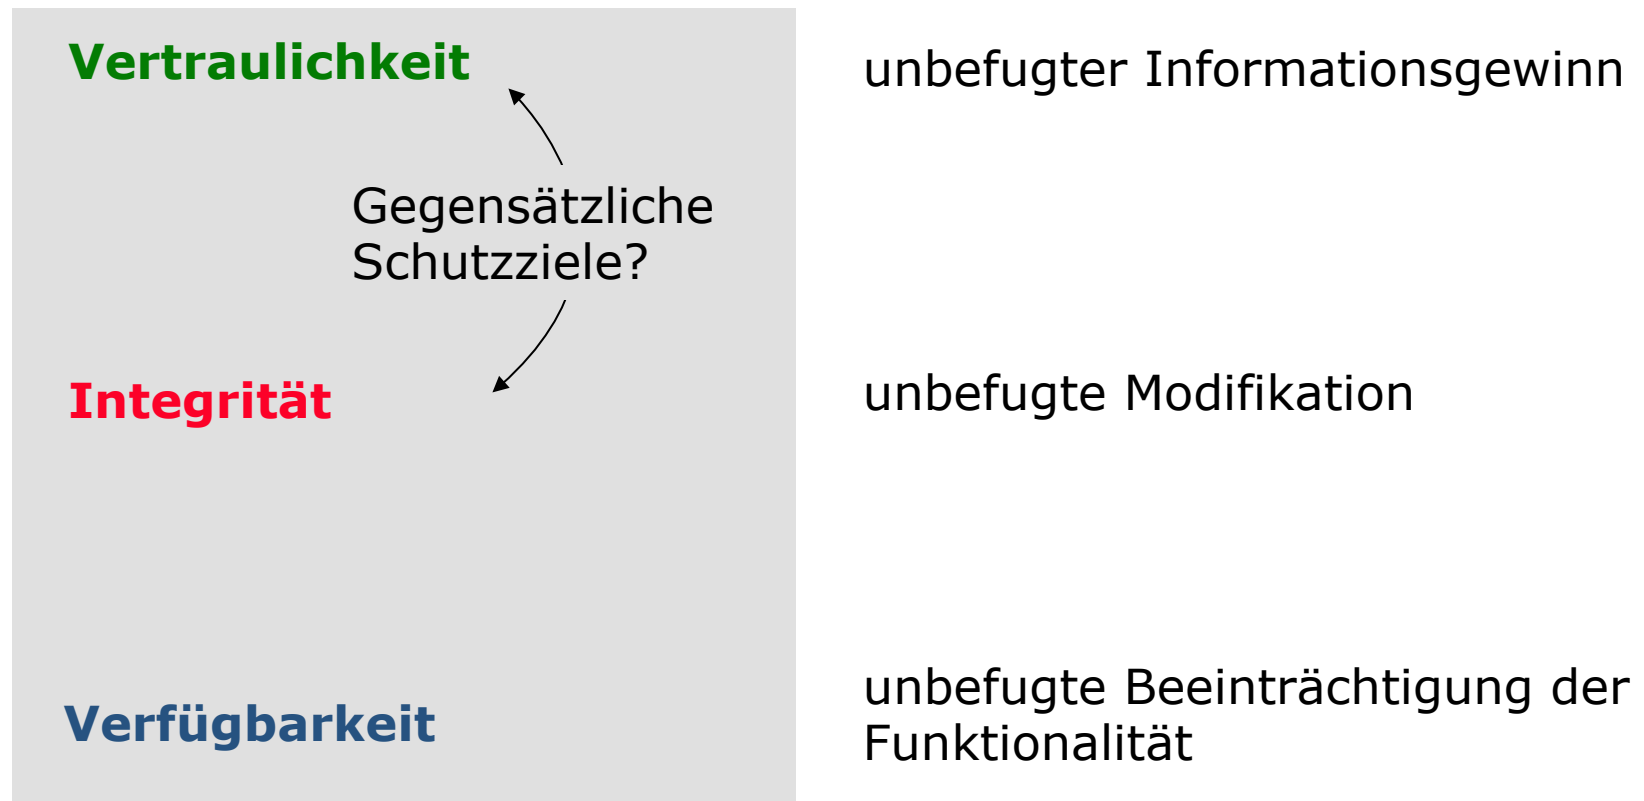 Vertraulichkeit
unbefugter Informationsgewinn
Gegensätzliche
Schutzziele?
Integrität
unbefugte Modifikation
Verfügbarkeit
unbefugte Beeinträchtigung der
Funktionalität